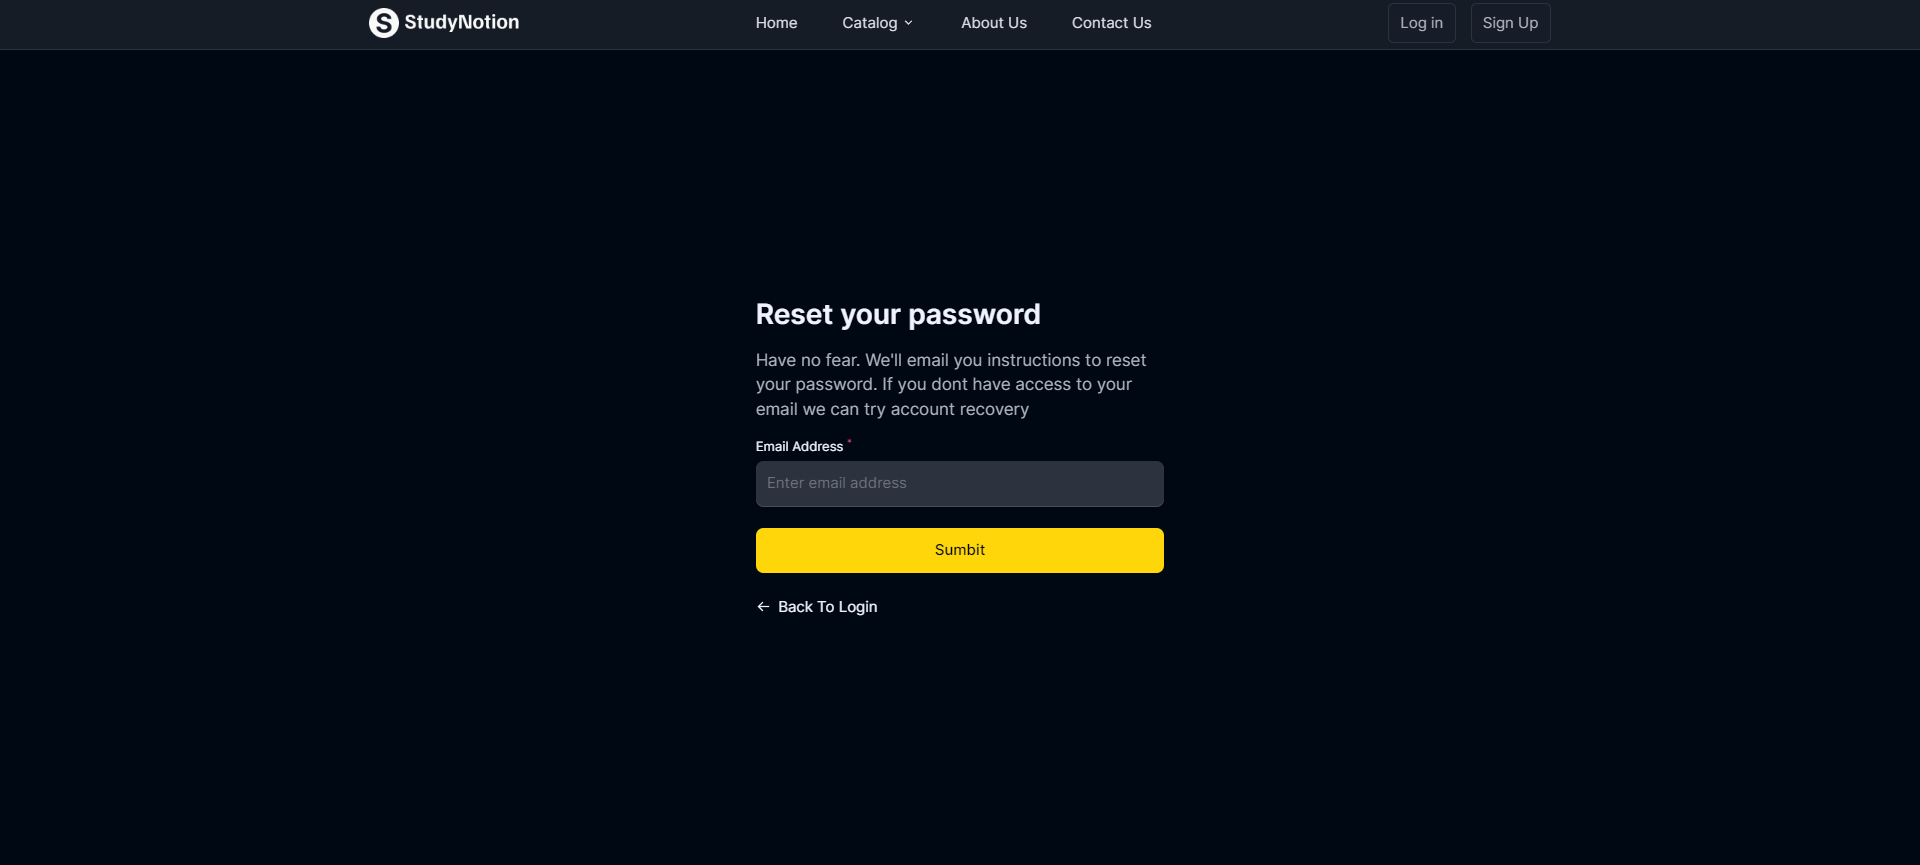 StudyNotion
Home
Catalog
About Us
Contact Us
Log in
Sign Up
Reset your password
Have no fear. We'll email you instructions to reset
your password. If you dont have access to your
email we can try account recovery
Email Address *
Enter email address
Sumbit
← Back To Login